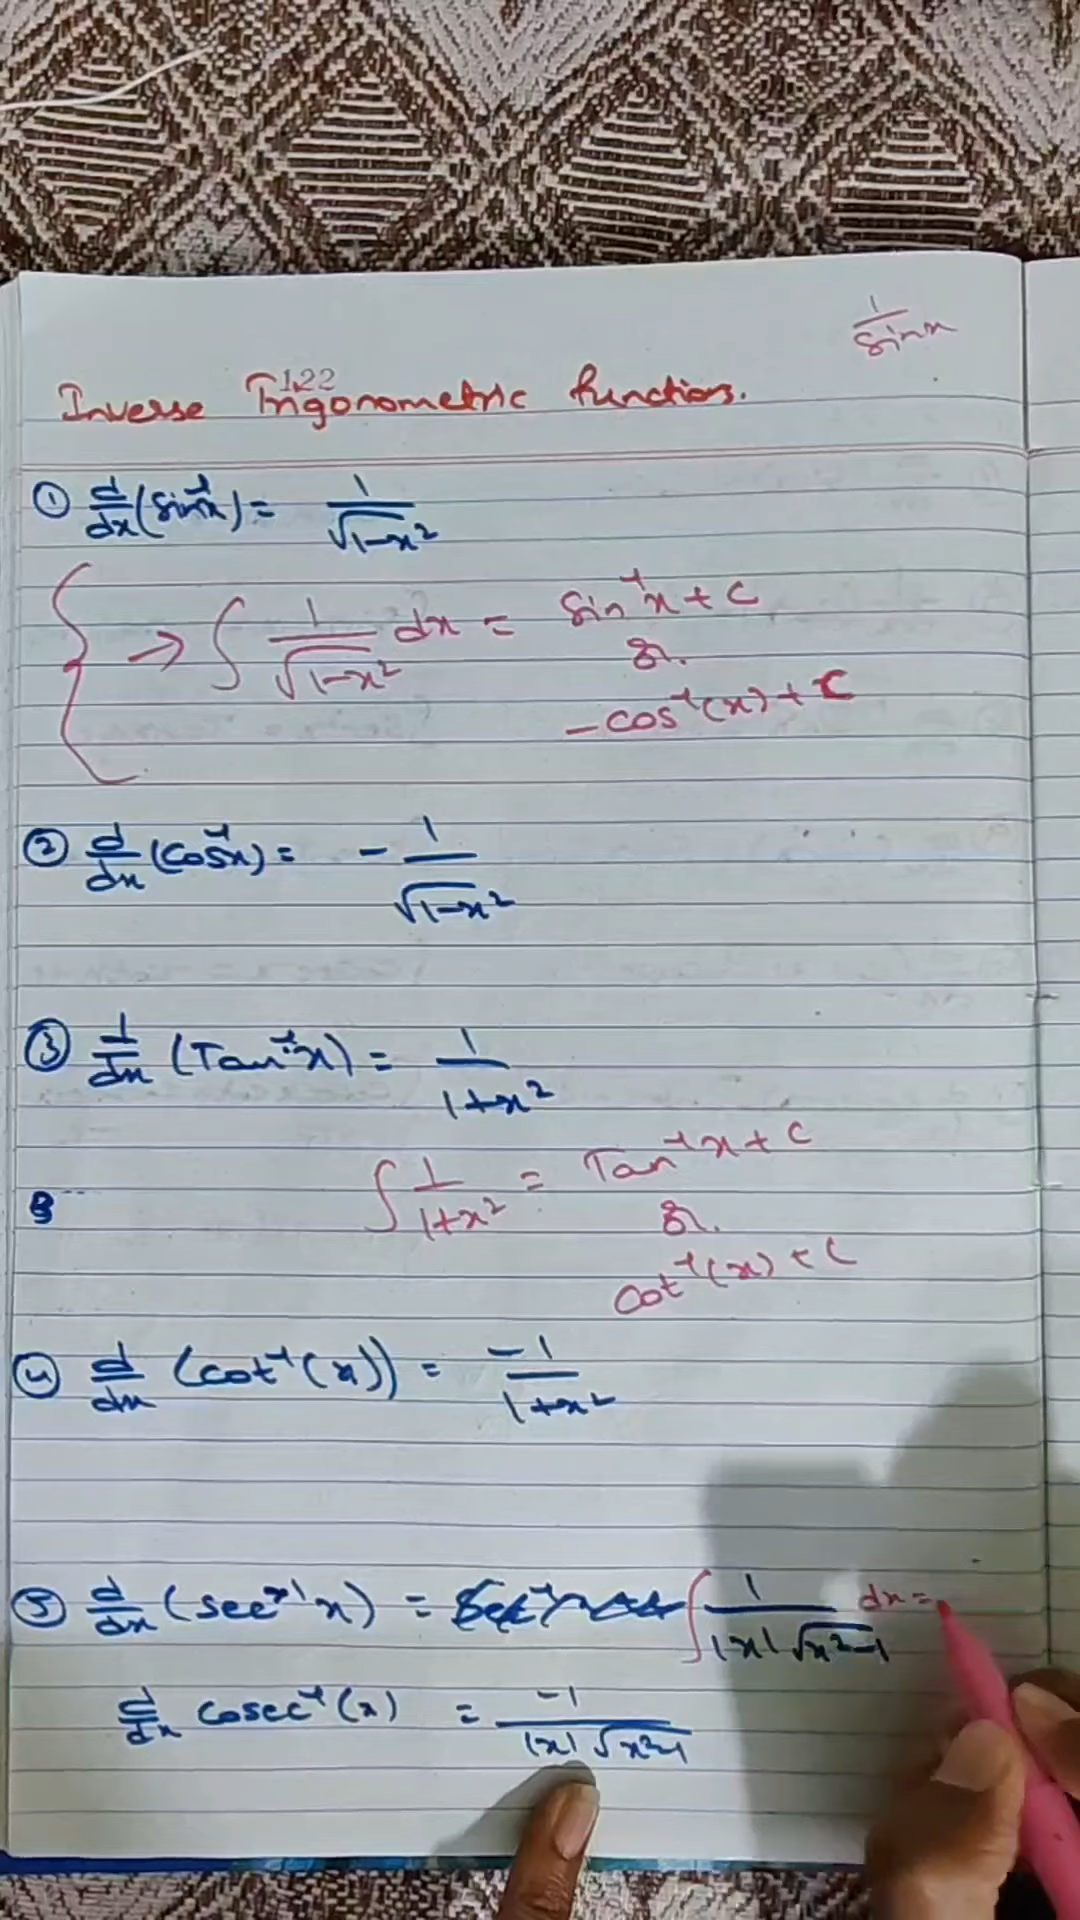 1/sinx
Inverse Trigonometric functions.
122
① d/dx (sin⁻¹x) = 1/√1-x²
→ ∫ 1/√1-x² dx = sin⁻¹x + c
or.
-cos⁻¹(x) + c
② d/dx (cos⁻¹x) = - 1/√1-x²
③ d/dx (Tan⁻¹x) = 1/1+x²
∫ 1/1+x² = Tan⁻¹x + c
or.
cot⁻¹(x) + c
④ d/dx (cot⁻¹(x)) = -1/1+x²
⑤ d/dx (sec⁻¹x) = ∫ 1/|x|√x²-1 dx =
d/dx cosec⁻¹(x) = -1/|x|√x²-1